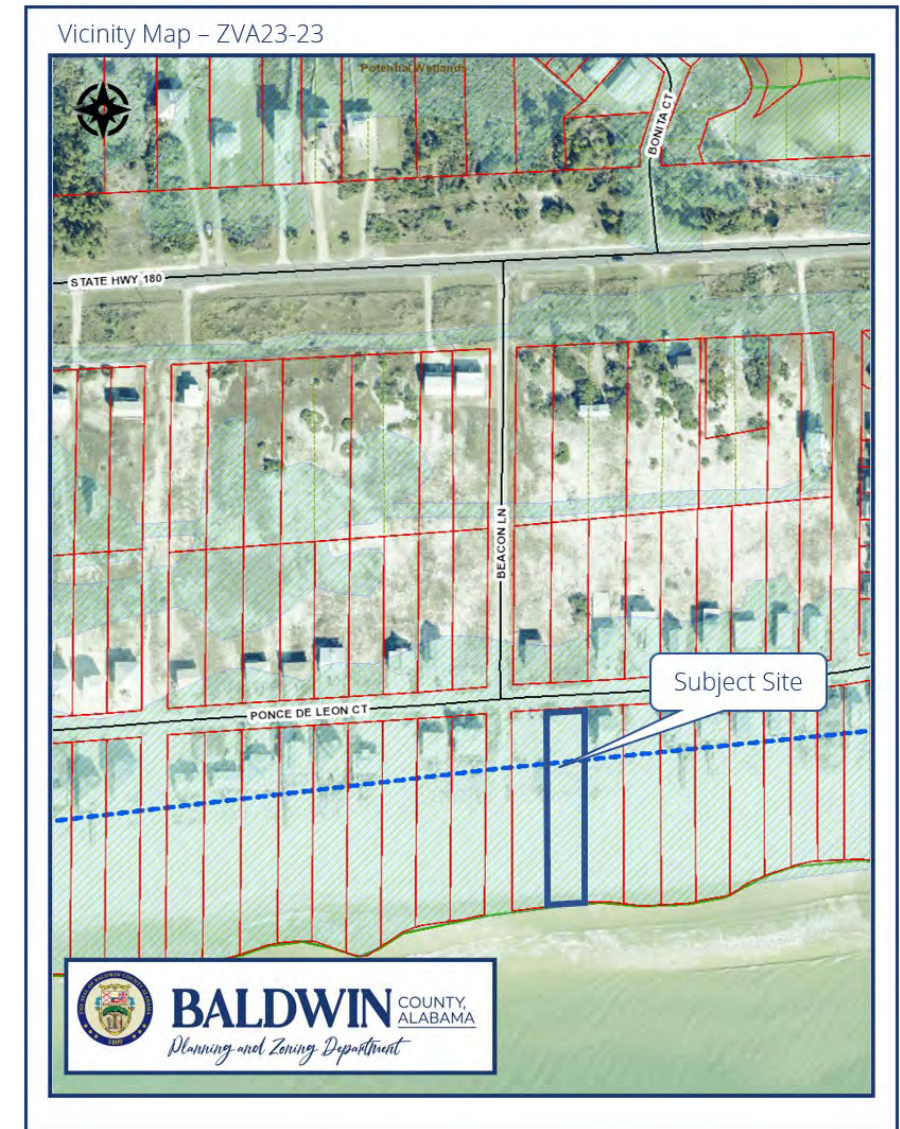 Vicinity Map – ZVA23-23
Potential Wetlands
BONITA CT
STATE HWY 180
BEACON LN
Subject Site
PONCE DE LEON CT
BALDWIN COUNTY, ALABAMA
Planning and Zoning Department
1809